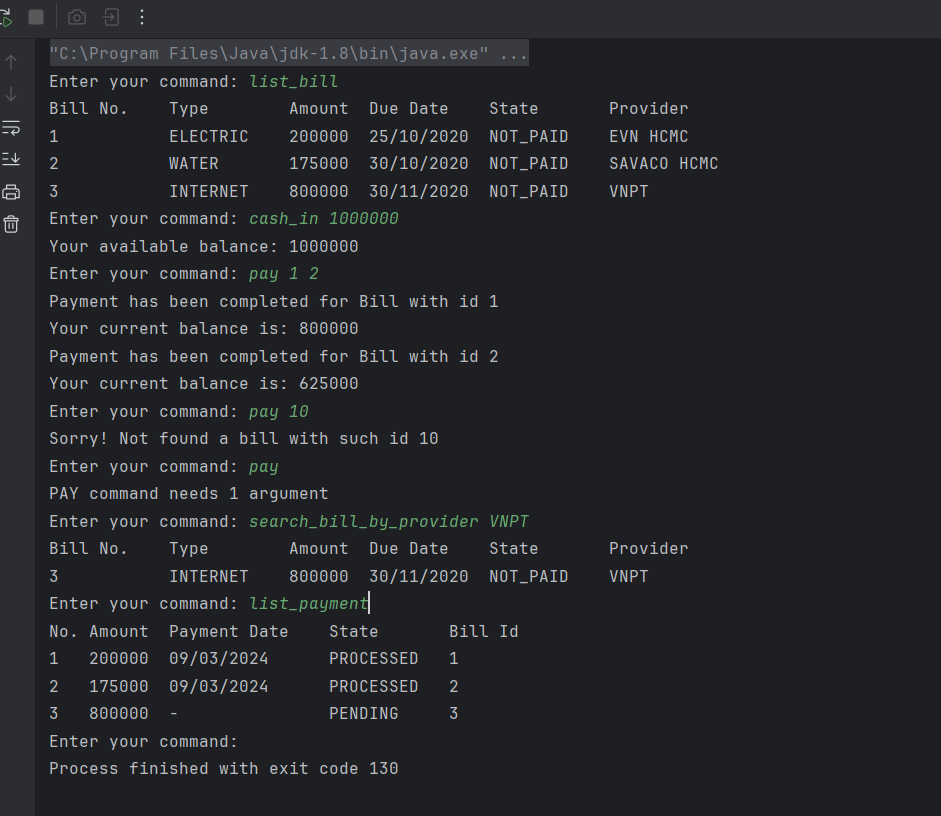 "C:\Program Files\Java\jdk-1.8\bin\java.exe" ...
Enter your command: list_bill
Bill No.    Type        Amount  Due Date    State       Provider
1           ELECTRIC    200000  25/10/2020  NOT_PAID    EVN HCMC
2           WATER       175000  30/10/2020  NOT_PAID    SAVACO HCMC
3           INTERNET    800000  30/11/2020  NOT_PAID    VNPT
Enter your command: cash_in 1000000
Your available balance: 1000000
Enter your command: pay 1 2
Payment has been completed for Bill with id 1
Your current balance is: 800000
Payment has been completed for Bill with id 2
Your current balance is: 625000
Enter your command: pay 10
Sorry! Not found a bill with such id 10
Enter your command: pay
PAY command needs 1 argument
Enter your command: search_bill_by_provider VNPT
Bill No.    Type        Amount  Due Date    State       Provider
3           INTERNET    800000  30/11/2020  NOT_PAID    VNPT
Enter your command: list_payment
No. Amount  Payment Date    State       Bill Id
1   200000  09/03/2024      PROCESSED   1
2   175000  09/03/2024      PROCESSED   2
3   800000  -               PENDING     3
Enter your command:
Process finished with exit code 130